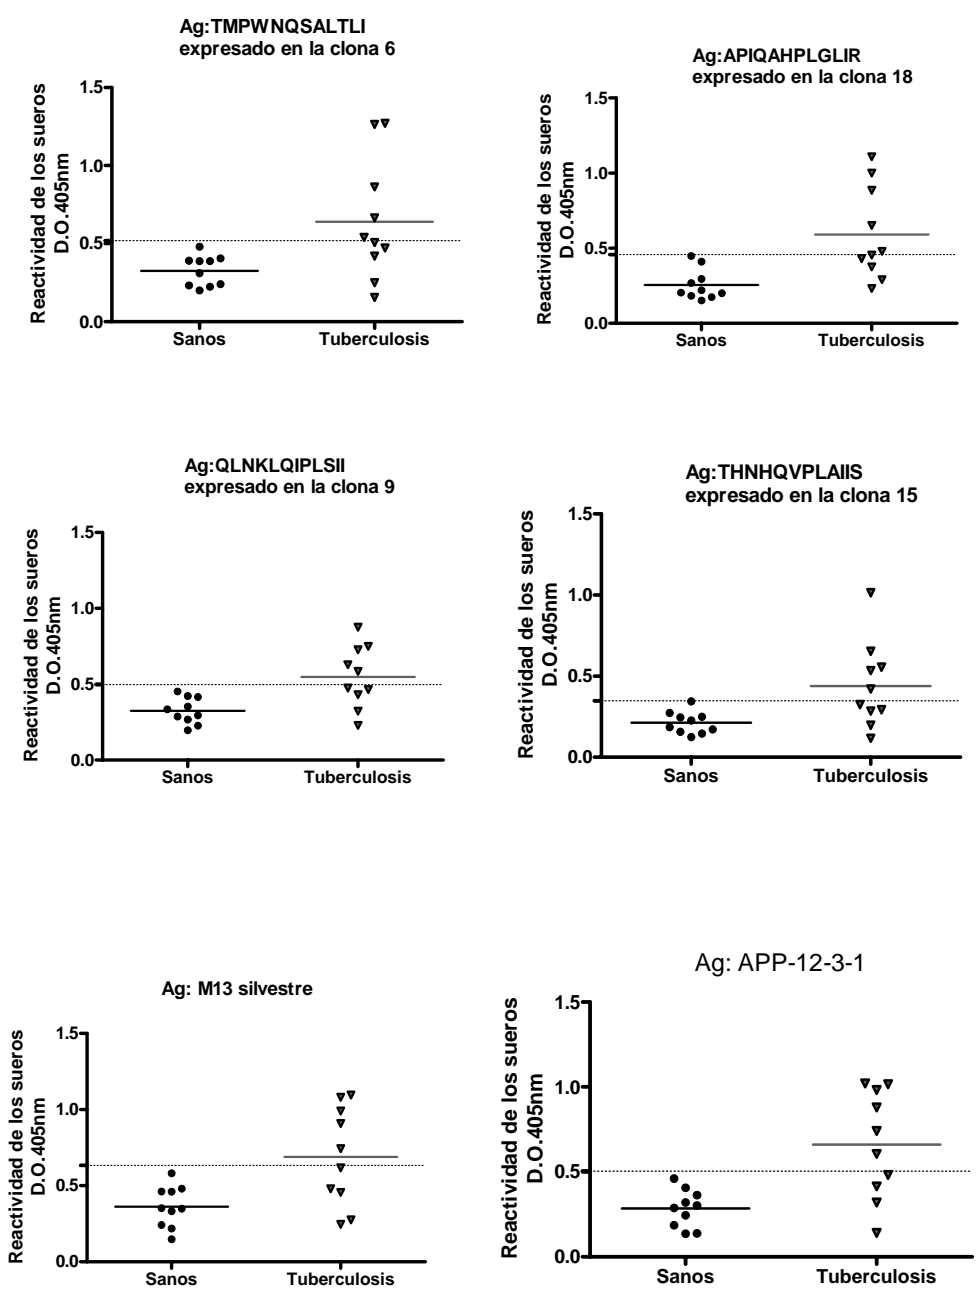 Ag:TMPWNQSALTLI
expresado en la clona 6
Reactividad de los sueros
D.O.405nm
1.5
1.0
0.5
0.0
Sanos
Tuberculosis
Ag:APIQAHPLGLIR
expresado en la clona 18
Reactividad de los sueros
D.O.405nm
1.5
1.0
0.5
0.0
Sanos
Tuberculosis
Ag:QLNKLQIPLSII
expresado en la clona 9
Reactividad de los sueros
D.O.405nm
1.5
1.0
0.5
0.0
Sanos
Tuberculosis
Ag:THNHQVPLAIIS
expresado en la clona 15
Reactividad de los sueros
D.O.405nm
1.5
1.0
0.5
0.0
Sanos
Tuberculosis
Ag: M13 silvestre
Reactividad de los sueros
D.O.405nm
1.5
1.0
0.5
0.0
Sanos
Tuberculosis
Ag: APP-12-3-1
Reactividad de los sueros
D.O.405nm
1.5
1.0
0.5
0.0
Sanos
Tuberculosis